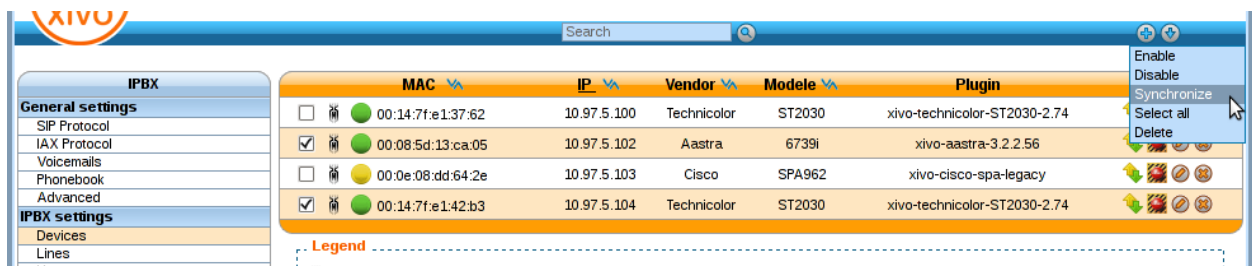 XIVO
Search
Enable
Disable
Synchronize
Select all
Delete
IPBX
General settings
SIP Protocol
IAX Protocol
Voicemails
Phonebook
Advanced
IPBX settings
Devices
Lines
MAC IP Vendor Modele Plugin
00:14:7f:e1:37:62 10.97.5.100 Technicolor ST2030 xivo-technicolor-ST2030-2.74
00:08:5d:13:ca:05 10.97.5.102 Aastra 6739i xivo-aastra-3.2.2.56
00:0e:08:dd:64:2e 10.97.5.103 Cisco SPA962 xivo-cisco-spa-legacy
00:14:7f:e1:42:b3 10.97.5.104 Technicolor ST2030 xivo-technicolor-ST2030-2.74
Legend